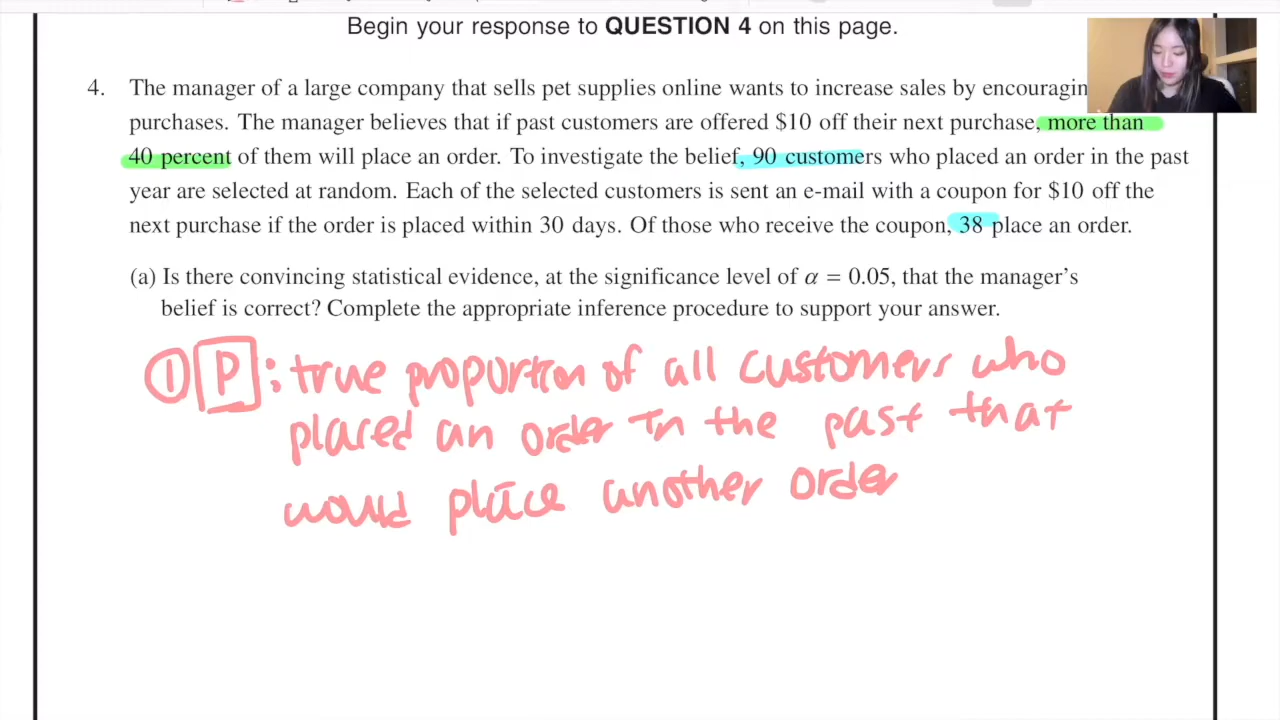 Begin your response to QUESTION 4 on this page.
4. The manager of a large company that sells pet supplies online wants to increase sales by encouragin
purchases. The manager believes that if past customers are offered $10 off their next purchase, more than
40 percent of them will place an order. To investigate the belief, 90 customers who placed an order in the past
year are selected at random. Each of the selected customers is sent an e-mail with a coupon for $10 off the
next purchase if the order is placed within 30 days. Of those who receive the coupon, 38 place an order.
(a) Is there convincing statistical evidence, at the significance level of α = 0.05, that the manager's
belief is correct? Complete the appropriate inference procedure to support your answer.
① P : true proportion of all customers who
placed an order in the past that
would place another order